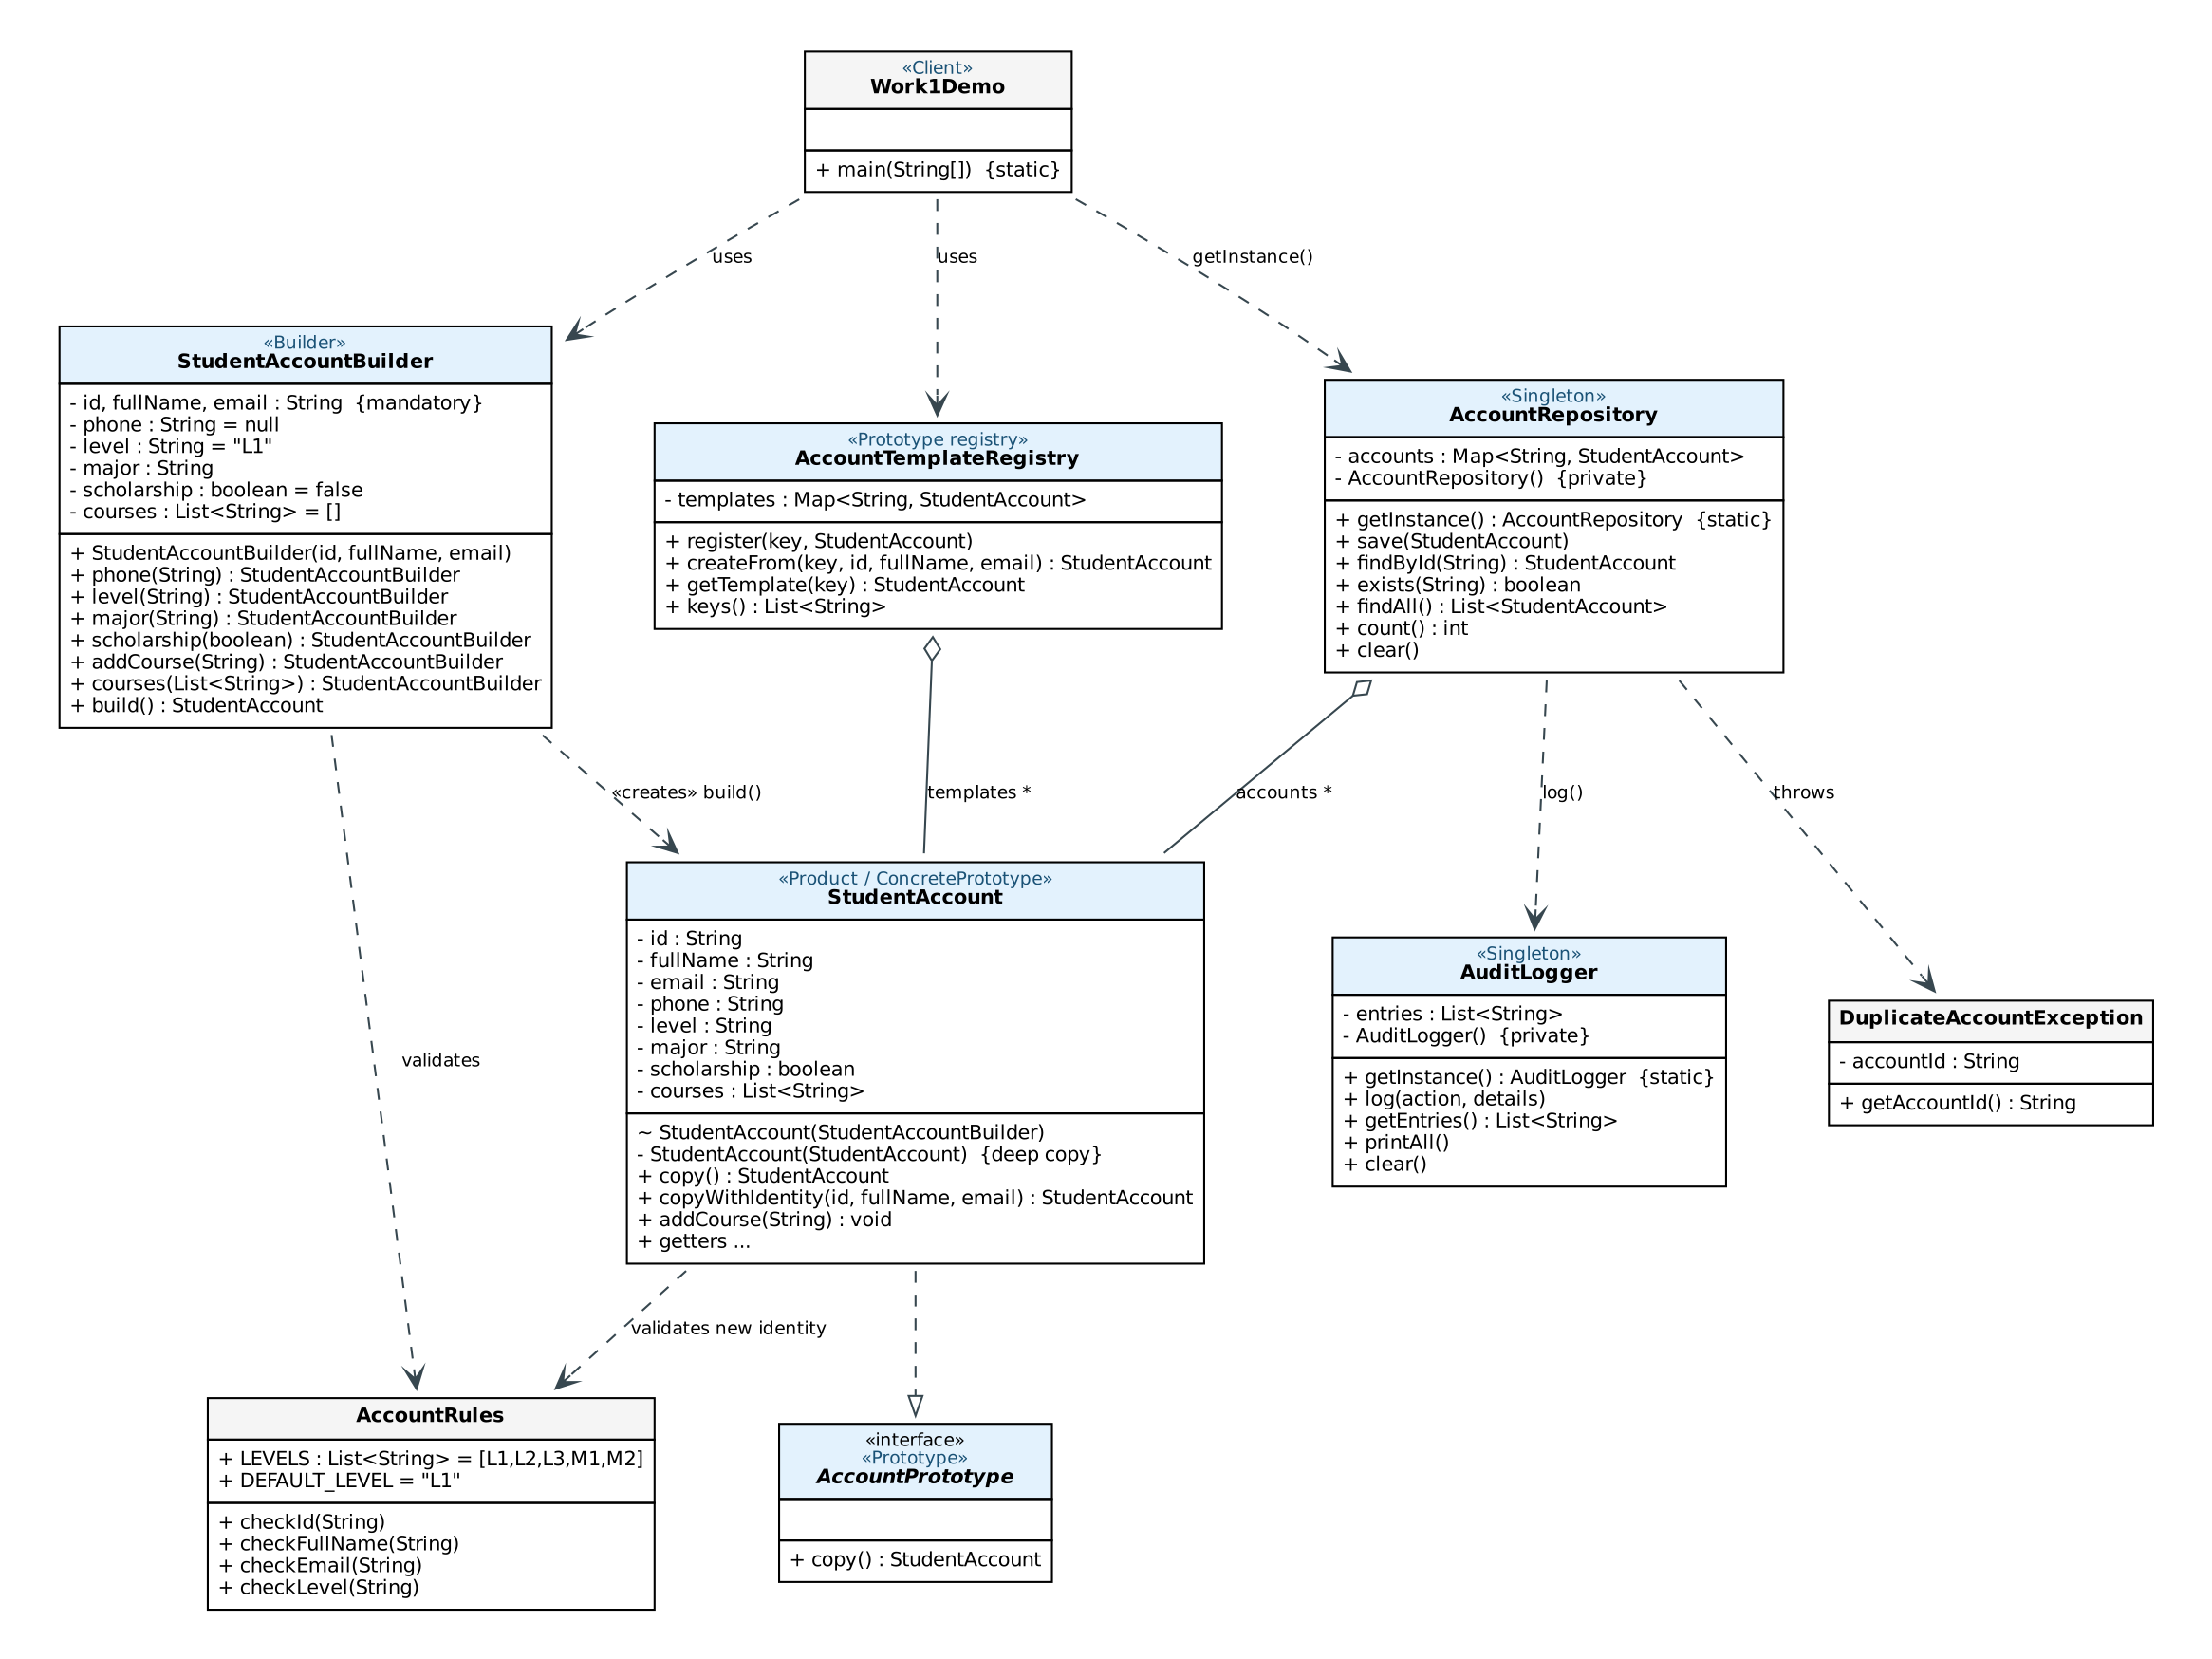 «Client»
Work1Demo
+ main(String[])  {static}
uses
uses
getInstance()
«Builder»
StudentAccountBuilder
- id, fullName, email : String  {mandatory}
- phone : String = null
- level : String = "L1"
- major : String
- scholarship : boolean = false
- courses : List<String> = []
+ StudentAccountBuilder(id, fullName, email)
+ phone(String) : StudentAccountBuilder
+ level(String) : StudentAccountBuilder
+ major(String) : StudentAccountBuilder
+ scholarship(boolean) : StudentAccountBuilder
+ addCourse(String) : StudentAccountBuilder
+ courses(List<String>) : StudentAccountBuilder
+ build() : StudentAccount
«Prototype registry»
AccountTemplateRegistry
- templates : Map<String, StudentAccount>
+ register(key, StudentAccount)
+ createFrom(key, id, fullName, email) : StudentAccount
+ getTemplate(key) : StudentAccount
+ keys() : List<String>
«Singleton»
AccountRepository
- accounts : Map<String, StudentAccount>
- AccountRepository()  {private}
+ getInstance() : AccountRepository  {static}
+ save(StudentAccount)
+ findById(String) : StudentAccount
+ exists(String) : boolean
+ findAll() : List<StudentAccount>
+ count() : int
+ clear()
«creates» build()
templates *
accounts *
log()
throws
«Product / ConcretePrototype»
StudentAccount
- id : String
- fullName : String
- email : String
- phone : String
- level : String
- major : String
- scholarship : boolean
- courses : List<String>
~ StudentAccount(StudentAccountBuilder)
- StudentAccount(StudentAccount)  {deep copy}
+ copy() : StudentAccount
+ copyWithIdentity(id, fullName, email) : StudentAccount
+ addCourse(String) : void
+ getters ...
«Singleton»
AuditLogger
- entries : List<String>
- AuditLogger()  {private}
+ getInstance() : AuditLogger  {static}
+ log(action, details)
+ getEntries() : List<String>
+ printAll()
+ clear()
DuplicateAccountException
- accountId : String
+ getAccountId() : String
validates
validates new identity
AccountRules
+ LEVELS : List<String> = [L1,L2,L3,M1,M2]
+ DEFAULT_LEVEL = "L1"
+ checkId(String)
+ checkFullName(String)
+ checkEmail(String)
+ checkLevel(String)
«interface»
«Prototype»
AccountPrototype
+ copy() : StudentAccount